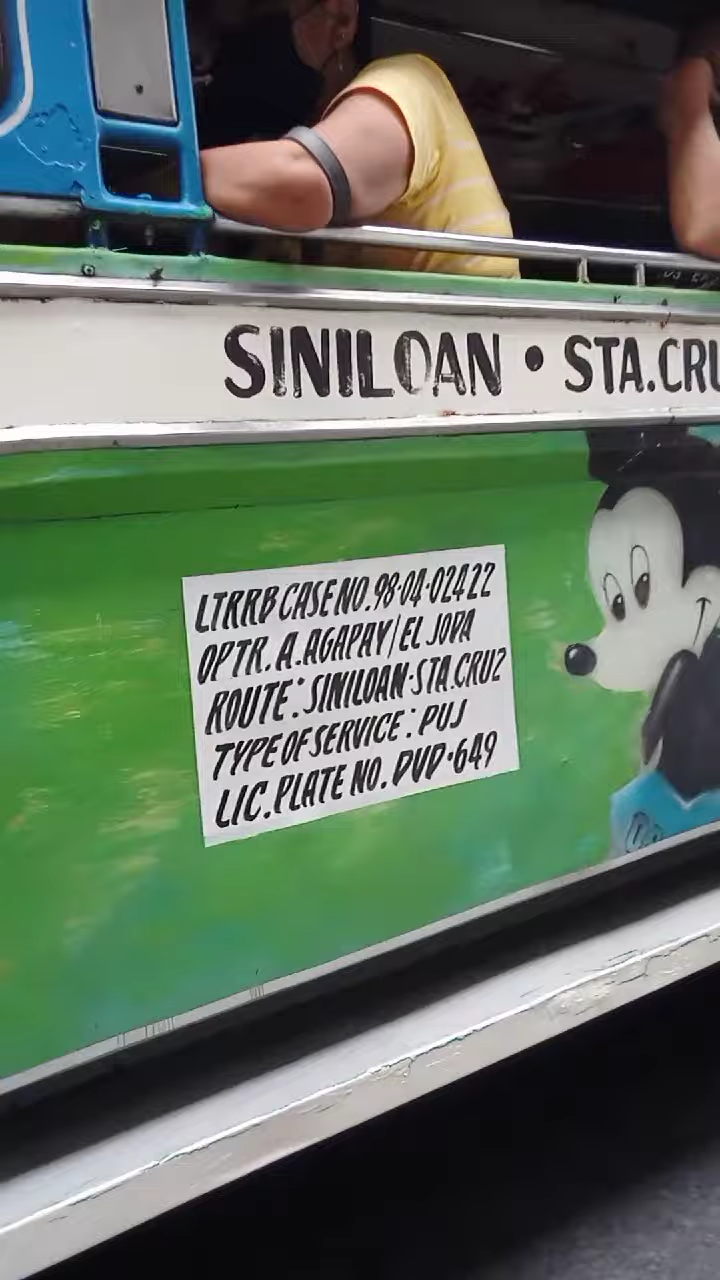 SINILOAN • STA.CRU
LTRRB CASE NO. 98-04-02422
OPTR. A. AGAPAY/EL JOVA
ROUTE: SINILOAN-STA.CRUZ
TYPE OF SERVICE: PUJ
LIC. PLATE NO. DVD-649